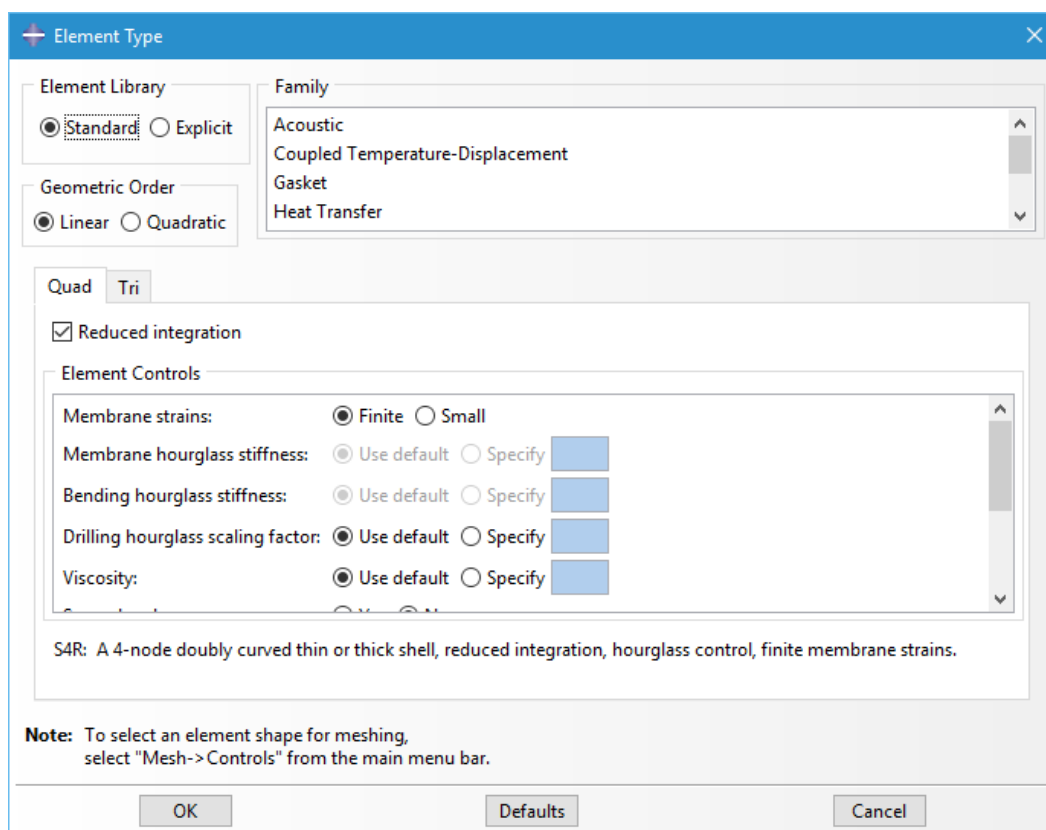 Element Type
Element Library
Family
Standard Explicit
Acoustic
Coupled Temperature-Displacement
Gasket
Heat Transfer
Geometric Order
Linear Quadratic
Quad Tri
Reduced integration
Element Controls
Membrane strains: Finite Small
Membrane hourglass stiffness: Use default Specify
Bending hourglass stiffness: Use default Specify
Drilling hourglass scaling factor: Use default Specify
Viscosity: Use default Specify
S4R: A 4-node doubly curved thin or thick shell, reduced integration, hourglass control, finite membrane strains.
Note: To select an element shape for meshing,
select "Mesh->Controls" from the main menu bar.
OK Defaults Cancel